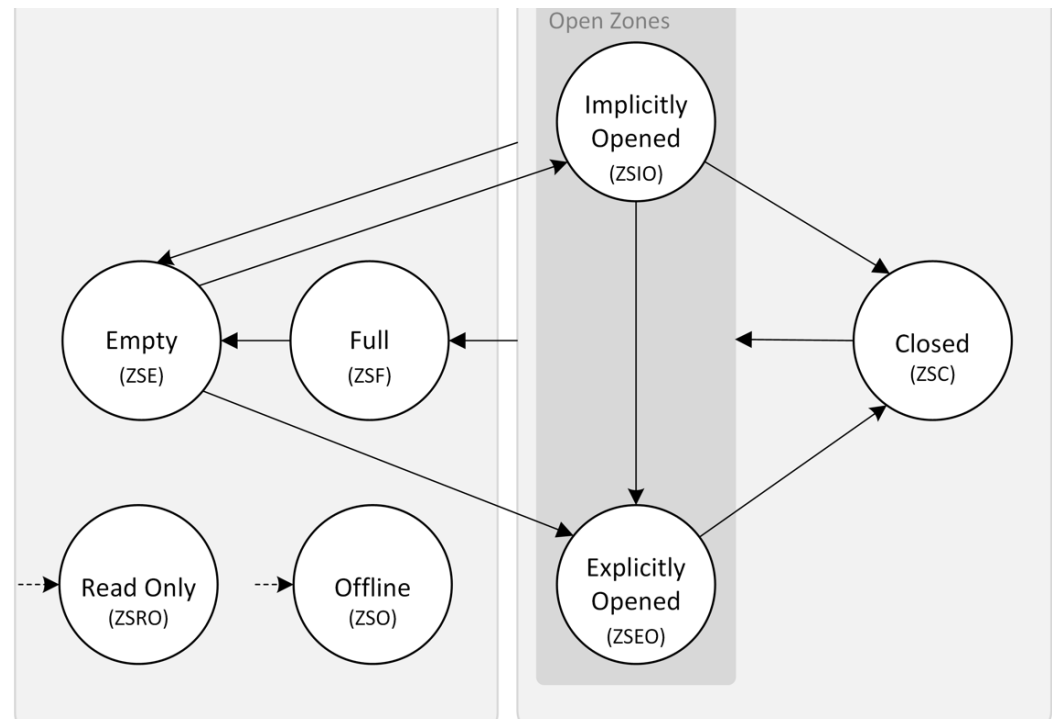 Open Zones
Implicitly
Opened
(ZSIO)
Empty
(ZSE)
Full
(ZSF)
Closed
(ZSC)
Read Only
(ZSRO)
Offline
(ZSO)
Explicitly
Opened
(ZSEO)